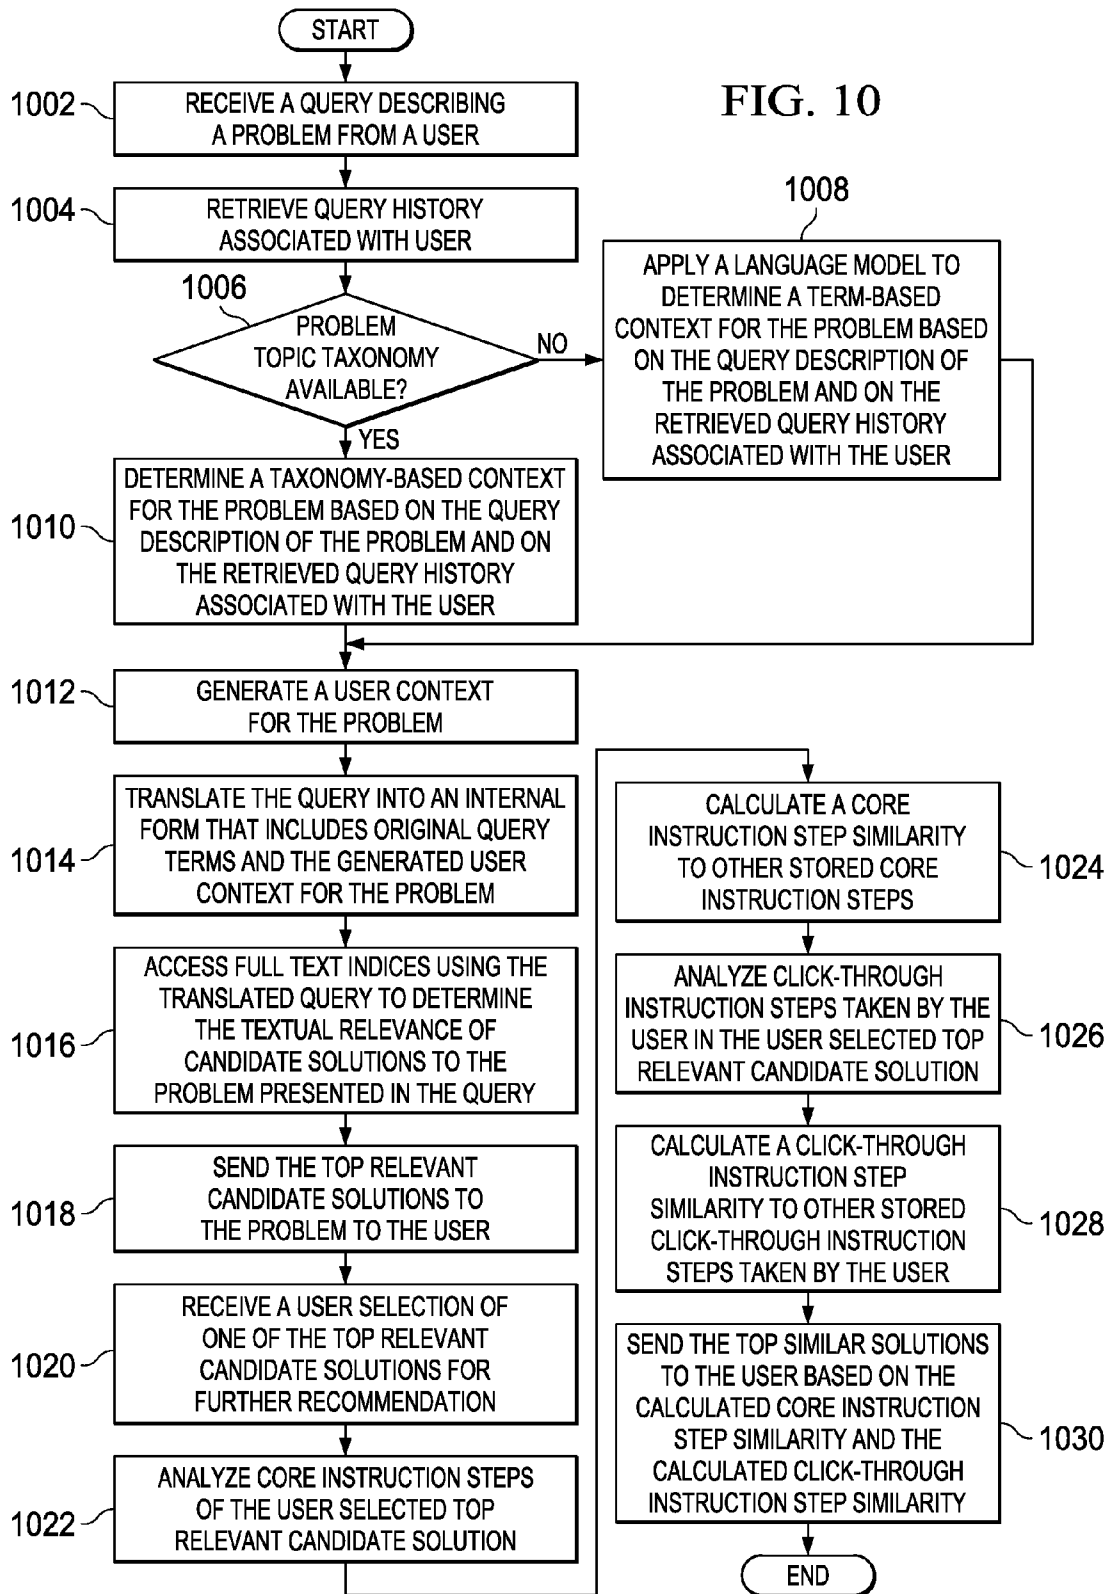 START
FIG. 10
1002
RECEIVE A QUERY DESCRIBING
A PROBLEM FROM A USER
1004
RETRIEVE QUERY HISTORY
ASSOCIATED WITH USER
1006
PROBLEM
TOPIC TAXONOMY
AVAILABLE?
NO
YES
1008
APPLY A LANGUAGE MODEL TO
DETERMINE A TERM-BASED
CONTEXT FOR THE PROBLEM BASED
ON THE QUERY DESCRIPTION OF
THE PROBLEM AND ON THE
RETRIEVED QUERY HISTORY
ASSOCIATED WITH THE USER
1010
DETERMINE A TAXONOMY-BASED CONTEXT
FOR THE PROBLEM BASED ON THE QUERY
DESCRIPTION OF THE PROBLEM AND ON
THE RETRIEVED QUERY HISTORY
ASSOCIATED WITH THE USER
1012
GENERATE A USER CONTEXT
FOR THE PROBLEM
1014
TRANSLATE THE QUERY INTO AN INTERNAL
FORM THAT INCLUDES ORIGINAL QUERY
TERMS AND THE GENERATED USER
CONTEXT FOR THE PROBLEM
1016
ACCESS FULL TEXT INDICES USING THE
TRANSLATED QUERY TO DETERMINE
THE TEXTUAL RELEVANCE OF
CANDIDATE SOLUTIONS TO THE
PROBLEM PRESENTED IN THE QUERY
1018
SEND THE TOP RELEVANT
CANDIDATE SOLUTIONS TO
THE PROBLEM TO THE USER
1020
RECEIVE A USER SELECTION OF
ONE OF THE TOP RELEVANT
CANDIDATE SOLUTIONS FOR
FURTHER RECOMMENDATION
1022
ANALYZE CORE INSTRUCTION STEPS
OF THE USER SELECTED TOP
RELEVANT CANDIDATE SOLUTION
CALCULATE A CORE
INSTRUCTION STEP SIMILARITY
TO OTHER STORED CORE
INSTRUCTION STEPS
1024
ANALYZE CLICK-THROUGH
INSTRUCTION STEPS TAKEN BY THE
USER IN THE USER SELECTED TOP
RELEVANT CANDIDATE SOLUTION
1026
CALCULATE A CLICK-THROUGH
INSTRUCTION STEP
SIMILARITY TO OTHER STORED
CLICK-THROUGH INSTRUCTION
STEPS TAKEN BY THE USER
1028
SEND THE TOP SIMILAR SOLUTIONS
TO THE USER BASED ON THE
CALCULATED CORE INSTRUCTION
STEP SIMILARITY AND THE
CALCULATED CLICK-THROUGH
INSTRUCTION STEP SIMILARITY
1030
END